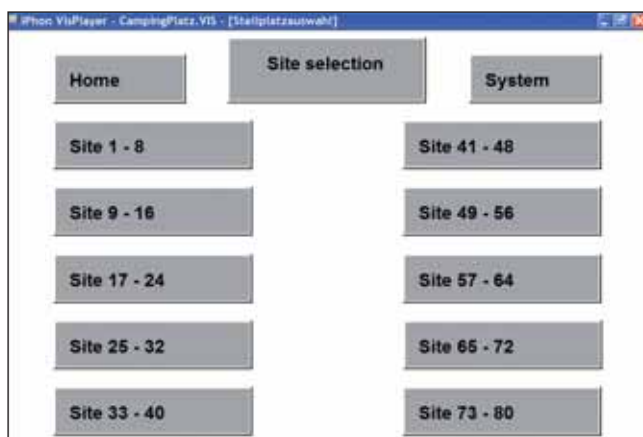 iPhon VisPlayer - CampingPlatz.VIS - [Stellplatzauswahl]
Site selection
Home
System
Site 1 - 8
Site 41 - 48
Site 9 - 16
Site 49 - 56
Site 17 - 24
Site 57 - 64
Site 25 - 32
Site 65 - 72
Site 33 - 40
Site 73 - 80